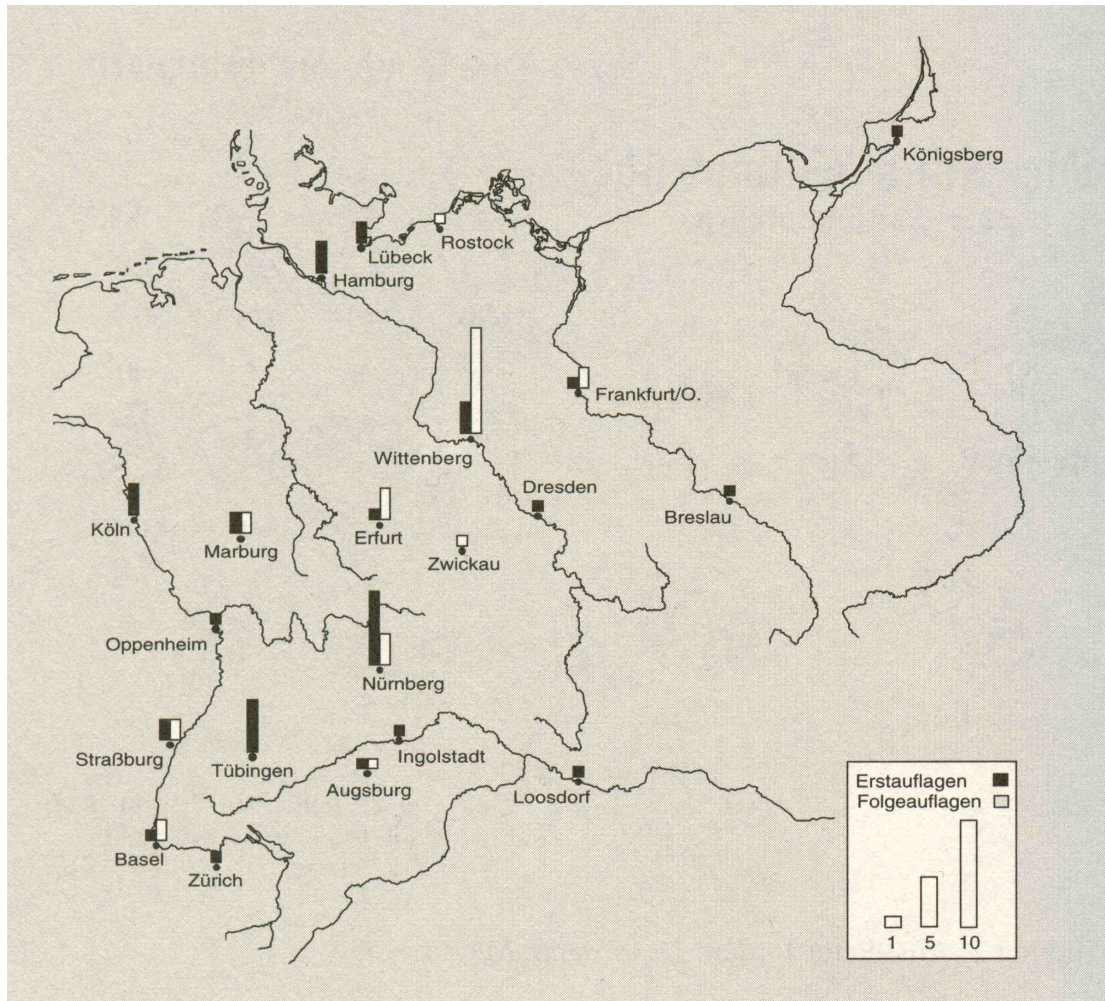 Königsberg
Rostock
Lübeck
Hamburg
Frankfurt/O.
Wittenberg
Dresden
Breslau
Köln
Marburg
Erfurt
Zwickau
Oppenheim
Nürnberg
Straßburg
Tübingen
Ingolstadt
Augsburg
Loosdorf
Basel
Zürich
Erstauflagen
Folgeauflagen
1 5 10